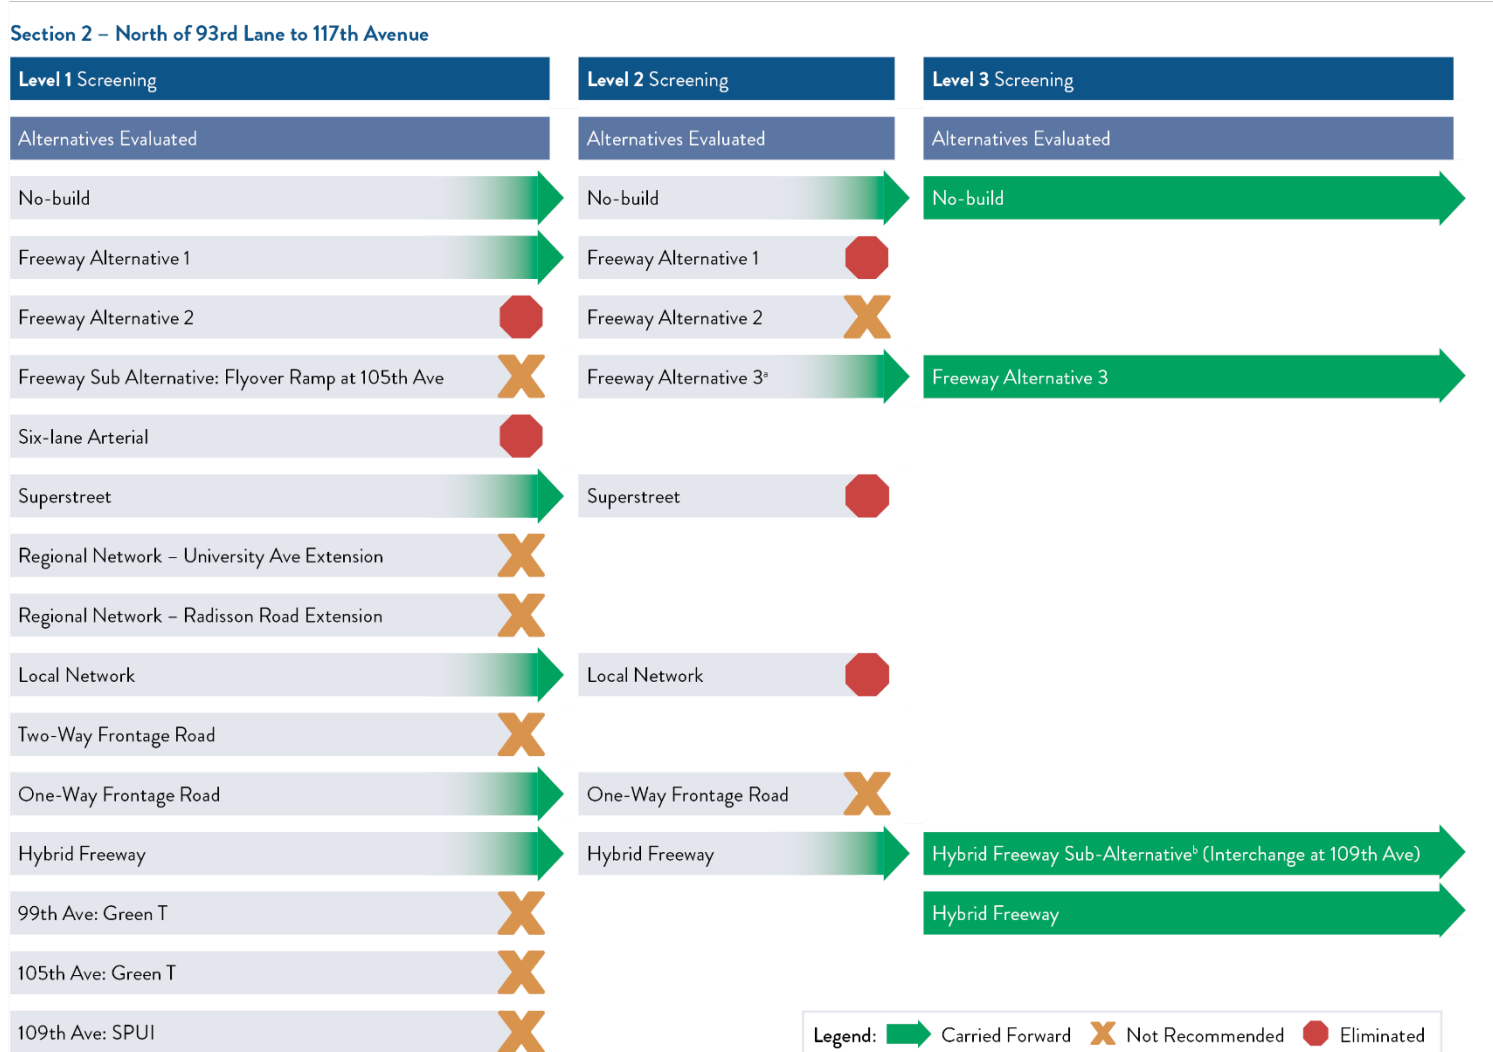 Section 2 – North of 93rd Lane to 117th Avenue
Level 1 Screening
Level 2 Screening
Level 3 Screening
Alternatives Evaluated
Alternatives Evaluated
Alternatives Evaluated
No-build
No-build
No-build
Freeway Alternative 1
Freeway Alternative 1
Freeway Alternative 2
Freeway Alternative 2
Freeway Sub Alternative: Flyover Ramp at 105th Ave
Freeway Alternative 3ᵃ
Freeway Alternative 3
Six-lane Arterial
Superstreet
Superstreet
Regional Network – University Ave Extension
Regional Network – Radisson Road Extension
Local Network
Local Network
Two-Way Frontage Road
One-Way Frontage Road
One-Way Frontage Road
Hybrid Freeway
Hybrid Freeway
Hybrid Freeway Sub-Alternativeᵇ (Interchange at 109th Ave)
99th Ave: Green T
Hybrid Freeway
105th Ave: Green T
109th Ave: SPUI
Legend: Carried Forward Not Recommended Eliminated